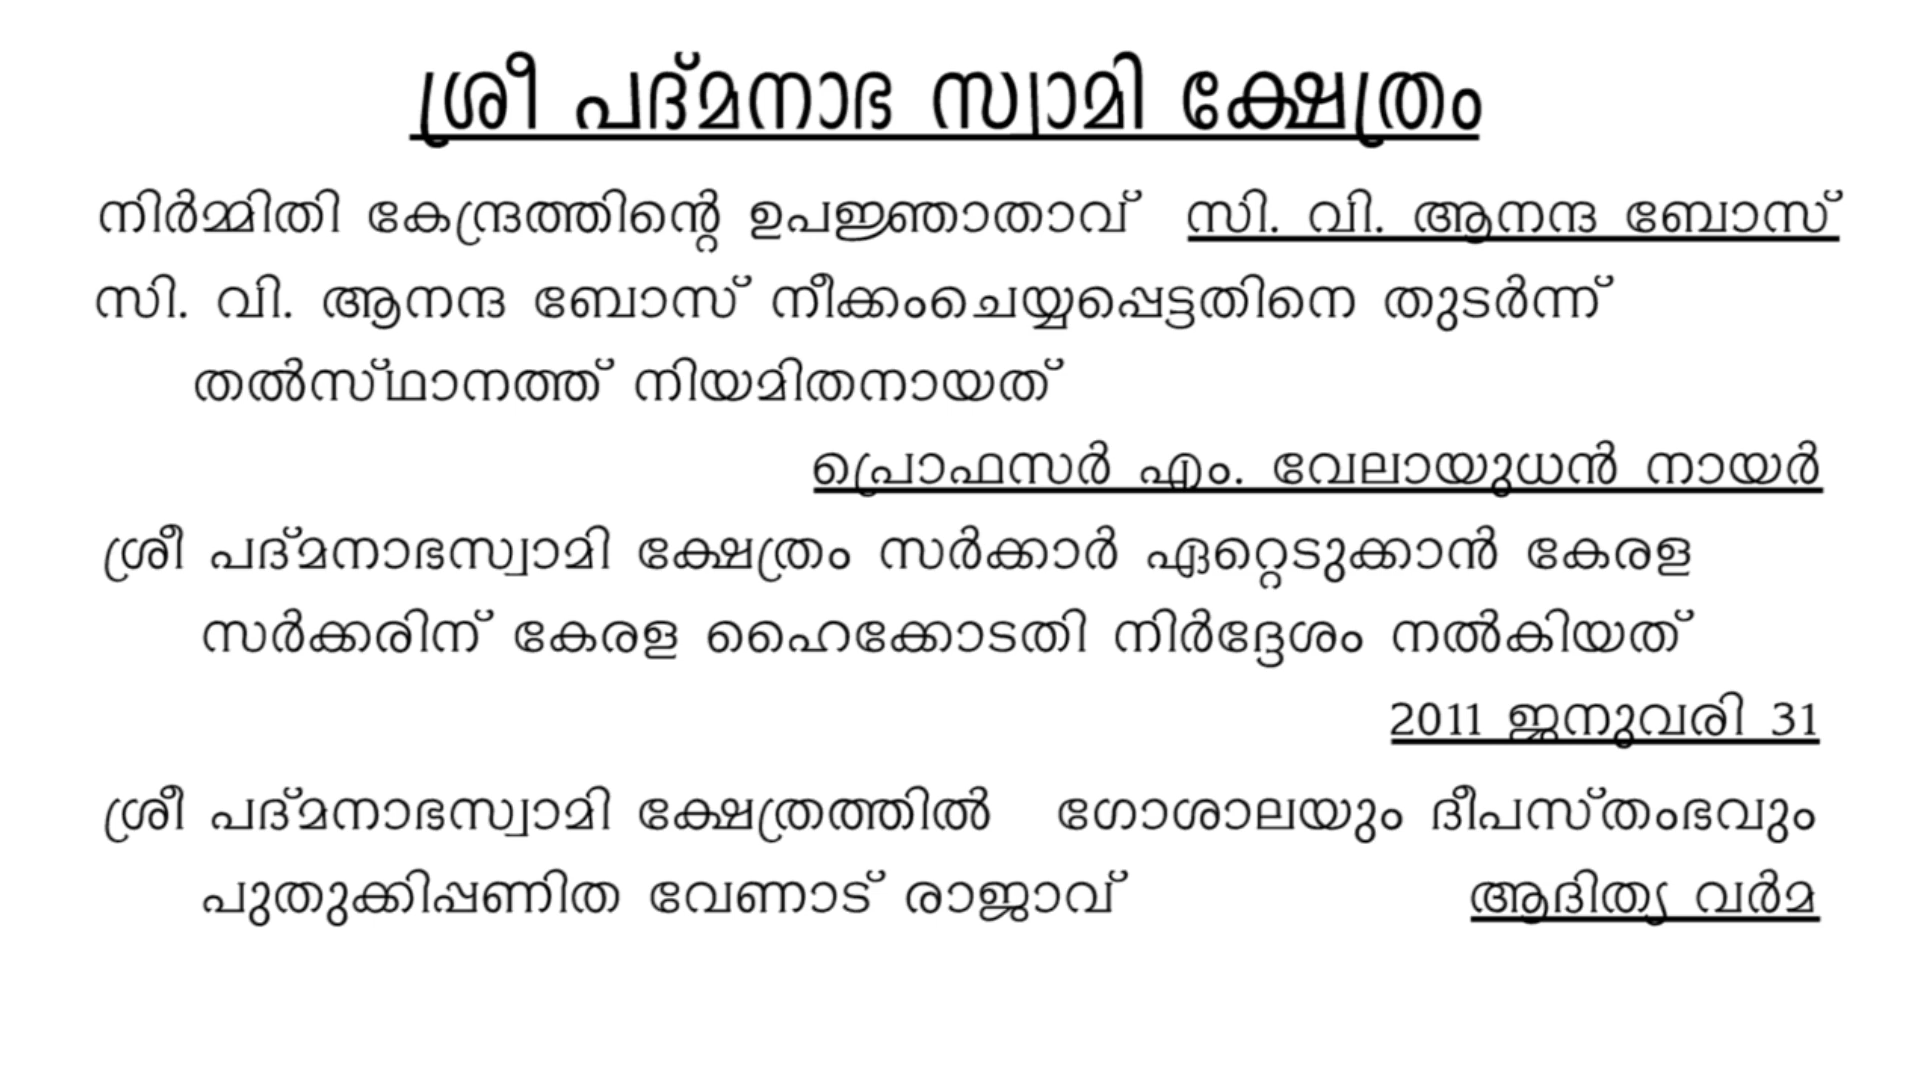 ശ്രീ പദ്മനാഭ സ്വാമി ക്ഷേത്രം
നിർമ്മിതി കേന്ദ്രത്തിന്റെ ഉപജ്ഞാതാവ് സി. വി. ആനന്ദ ബോസ്
സി. വി. ആനന്ദ ബോസ് നീക്കംചെയ്യപ്പെട്ടതിനെ തുടർന്ന്
തൽസ്ഥാനത്ത് നിയമിതനായത്
പ്രൊഫസർ എം. വേലായുധൻ നായർ
ശ്രീ പദ്മനാഭസ്വാമി ക്ഷേത്രം സർക്കാർ ഏറ്റെടുക്കാൻ കേരള
സർക്കരിന് കേരള ഹൈക്കോടതി നിർദ്ദേശം നൽകിയത്
2011 ജനുവരി 31
ശ്രീ പദ്മനാഭസ്വാമി ക്ഷേത്രത്തിൽ ഗോശാലയും ദീപസ്തംഭവും
പുതുക്കിപ്പണിത വേണാട് രാജാവ് ആദിത്യ വർമ